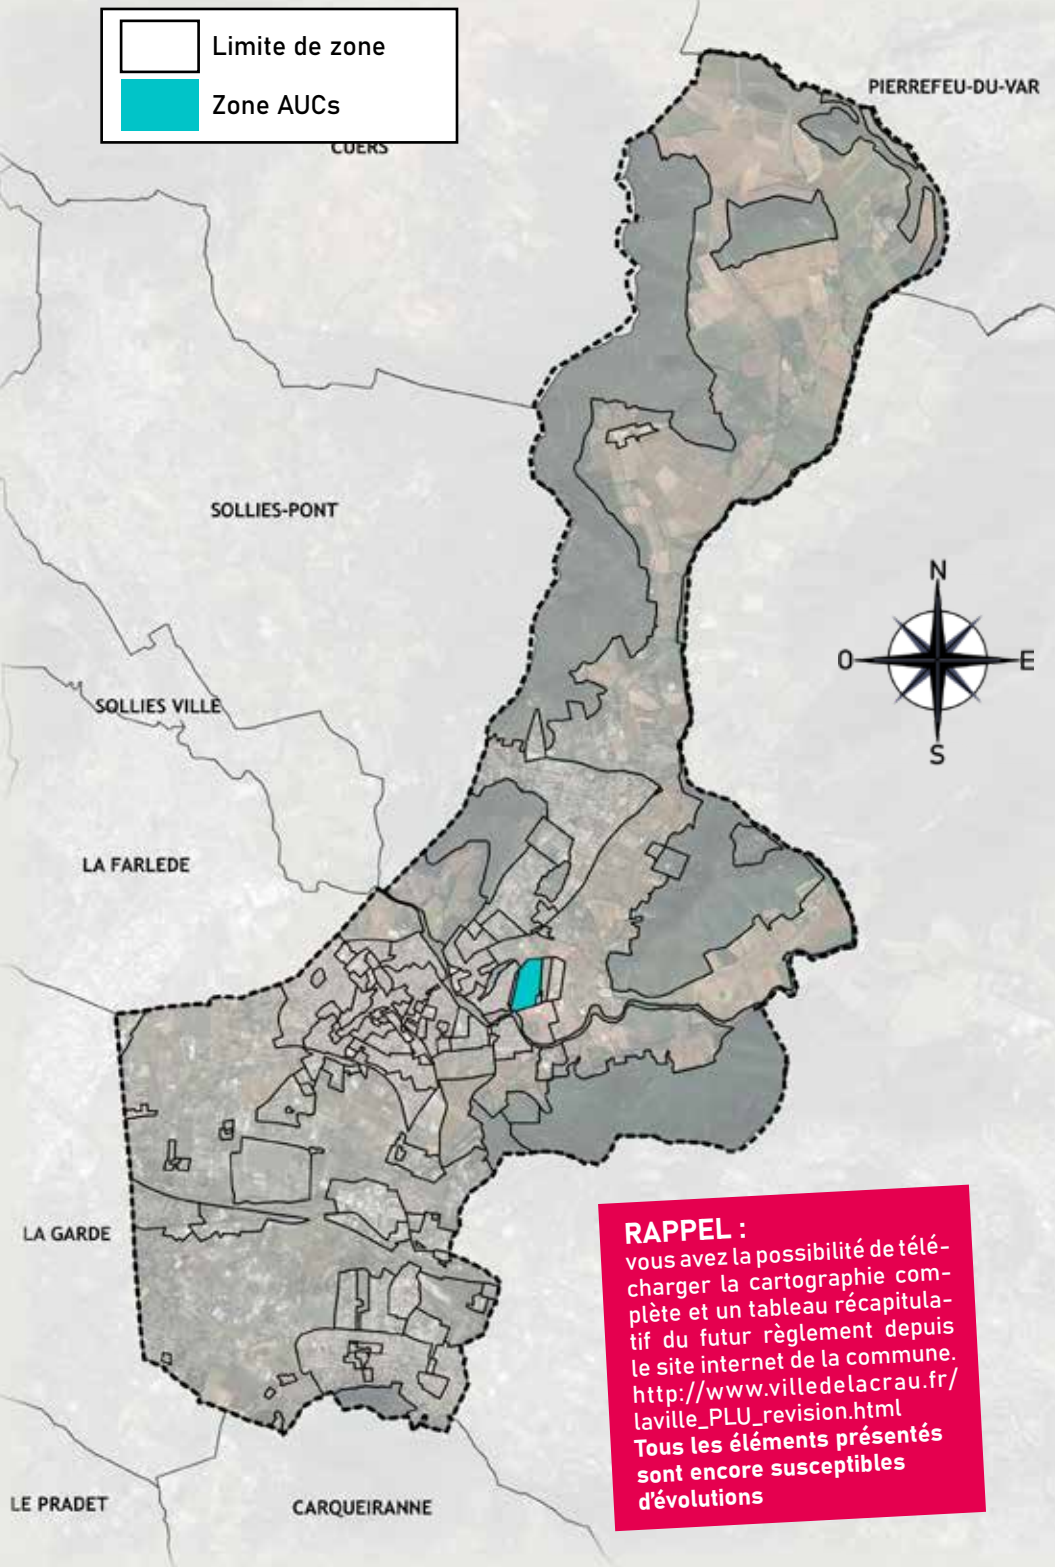 Limite de zone
Zone AUCs
CUERS
PIERREFEU-DU-VAR
SOLLIES-PONT
N
O
E
S
SOLLIES VILLE
LA FARLEDE
LA GARDE
RAPPEL :
vous avez la possibilité de télé-
charger la cartographie com-
plète et un tableau récapitula-
tif du futur règlement depuis
le site internet de la commune.
http://www.villedelacrau.fr/
laville_PLU_revision.html
Tous les éléments présentés
sont encore susceptibles
d'évolutions
LE PRADET
CARQUEIRANNE